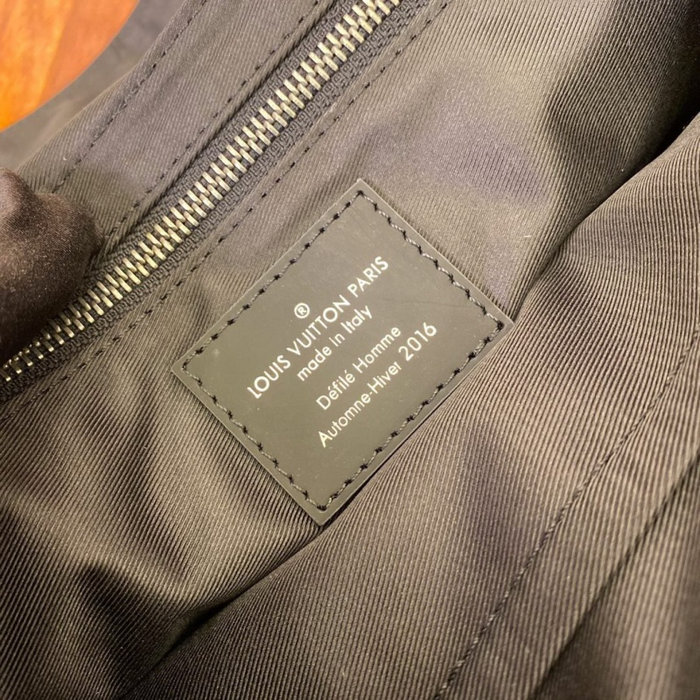 ®
LOUIS VUITTON PARIS
made in Italy
Défilé Homme
Automne-Hiver 2016